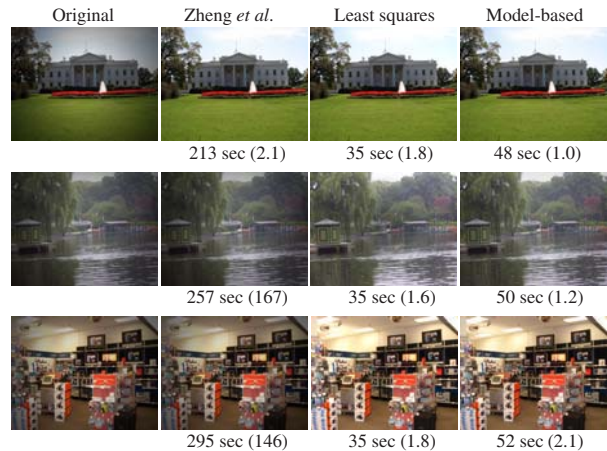 Original Zheng et al. Least squares Model-based
213 sec (2.1) 35 sec (1.8) 48 sec (1.0)
257 sec (167) 35 sec (1.6) 50 sec (1.2)
295 sec (146) 35 sec (1.8) 52 sec (2.1)